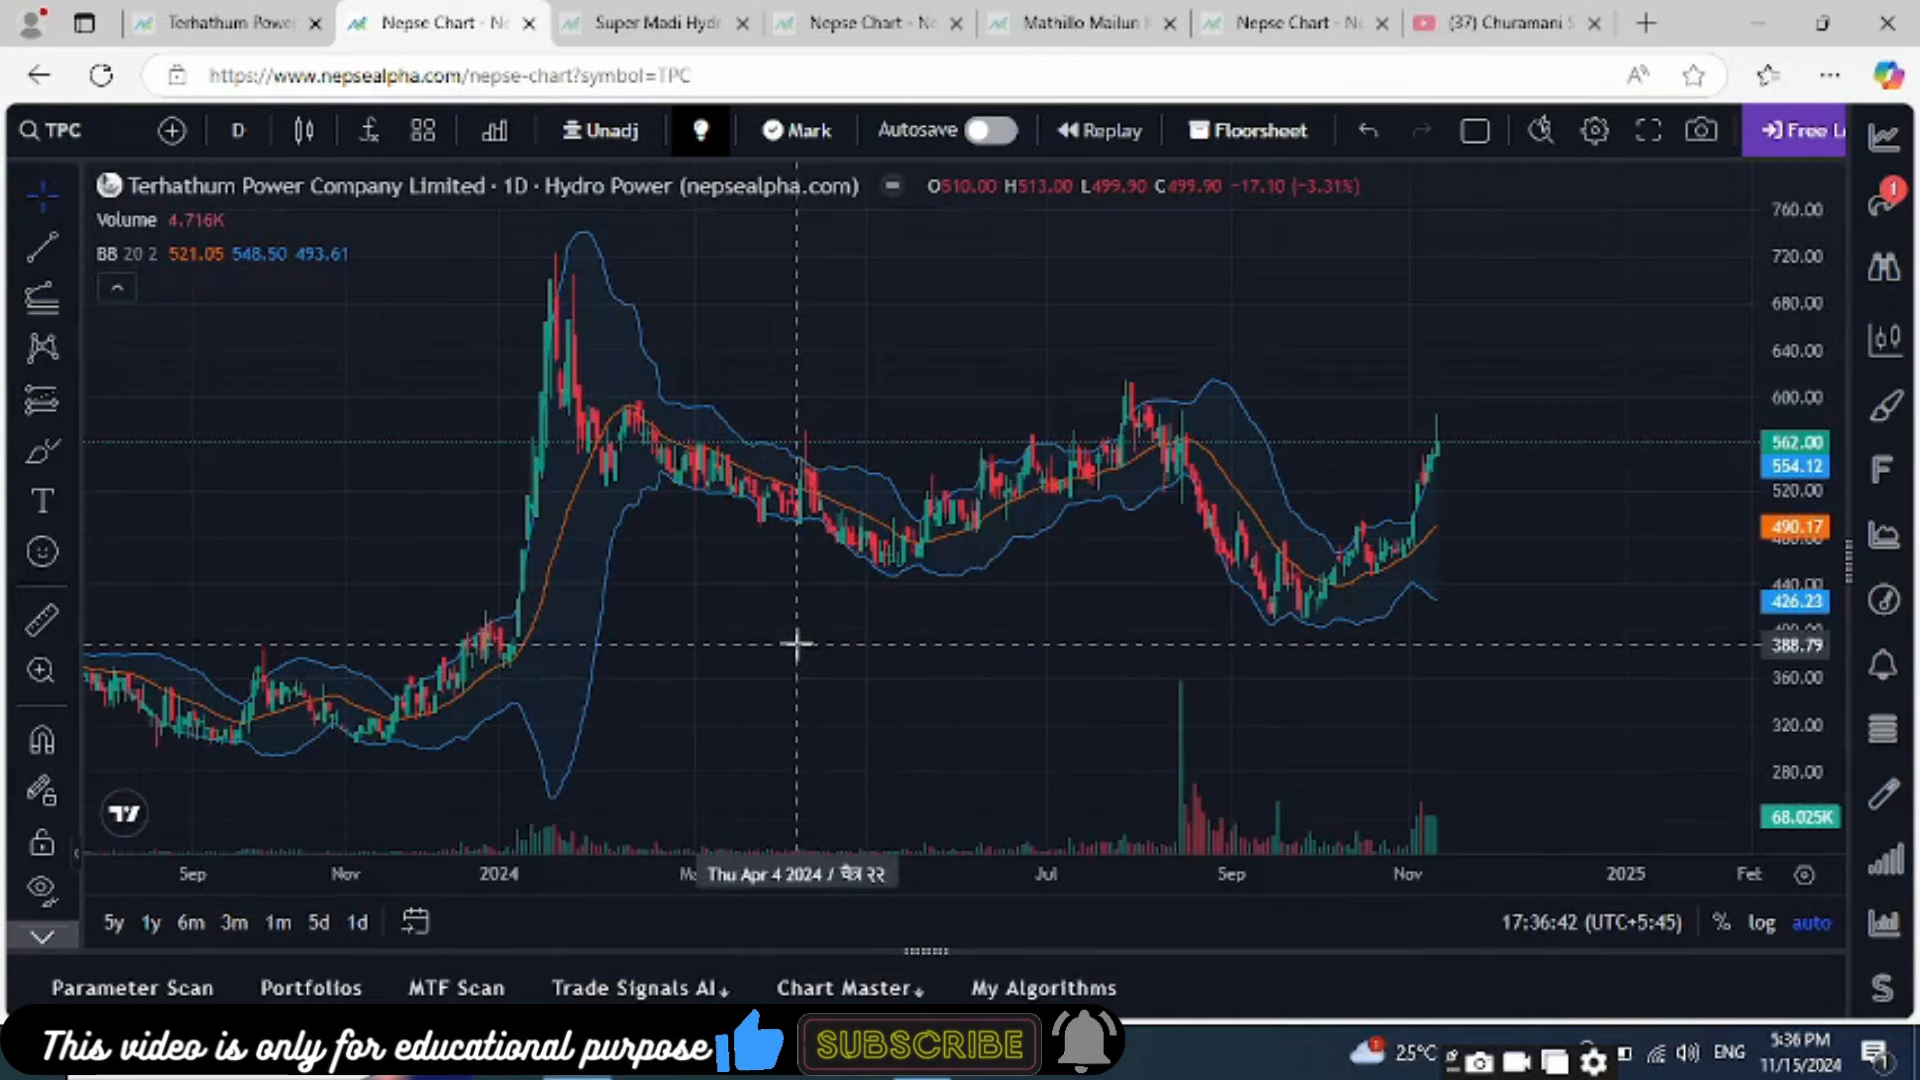 Terhathum Power
Nepse Chart - Ne
Super Madi Hydr
Nepse Chart - Ne
Mathillo Mailun
Nepse Chart - Ne
(37) Churamani S
https://www.nepsealpha.com/nepse-chart?symbol=TPC
TPC
D
Unadj
Mark
Autosave
Replay
Floorsheet
Free L
Terhathum Power Company Limited · 1D · Hydro Power (nepsealpha.com)
O510.00 H513.00 L499.90 C499.90 -17.10 (-3.31%)
1
Volume 4.716K
BB 20 2 521.05 548.50 493.61
760.00
720.00
680.00
640.00
600.00
562.00
554.12
520.00
490.17
440.00
426.23
388.79
360.00
320.00
280.00
68.025K
Sep
Nov
2024
Thu Apr 4 2024 / चैत्र २२
Jul
Sep
Nov
2025
5y 1y 6m 3m 1m 5d 1d
17:36:42 (UTC+5:45)
% log auto
Parameter Scan
Portfolios
MTF Scan
Trade Signals AI
Chart Master
My Algorithms
This video is only for educational purpose
SUBSCRIBE
25°C
ENG
5:36 PM
11/15/2024